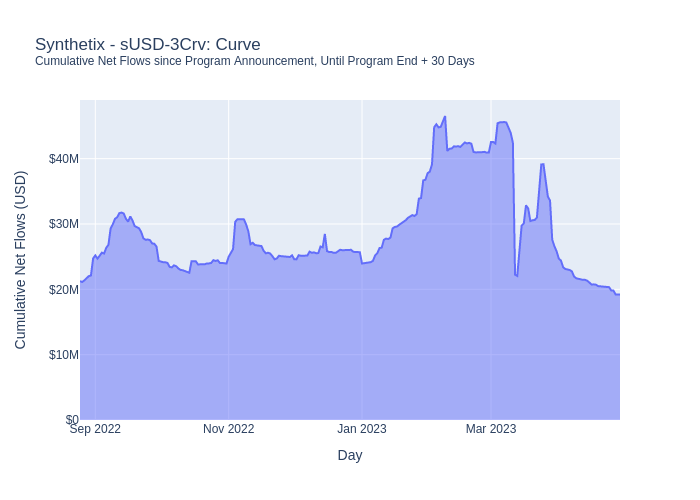 Synthetix - sUSD-3Crv: Curve
Cumulative Net Flows since Program Announcement, Until Program End + 30 Days
Cumulative Net Flows (USD)
$40M
$30M
$20M
$10M
$0
Sep 2022
Nov 2022
Jan 2023
Mar 2023
Day